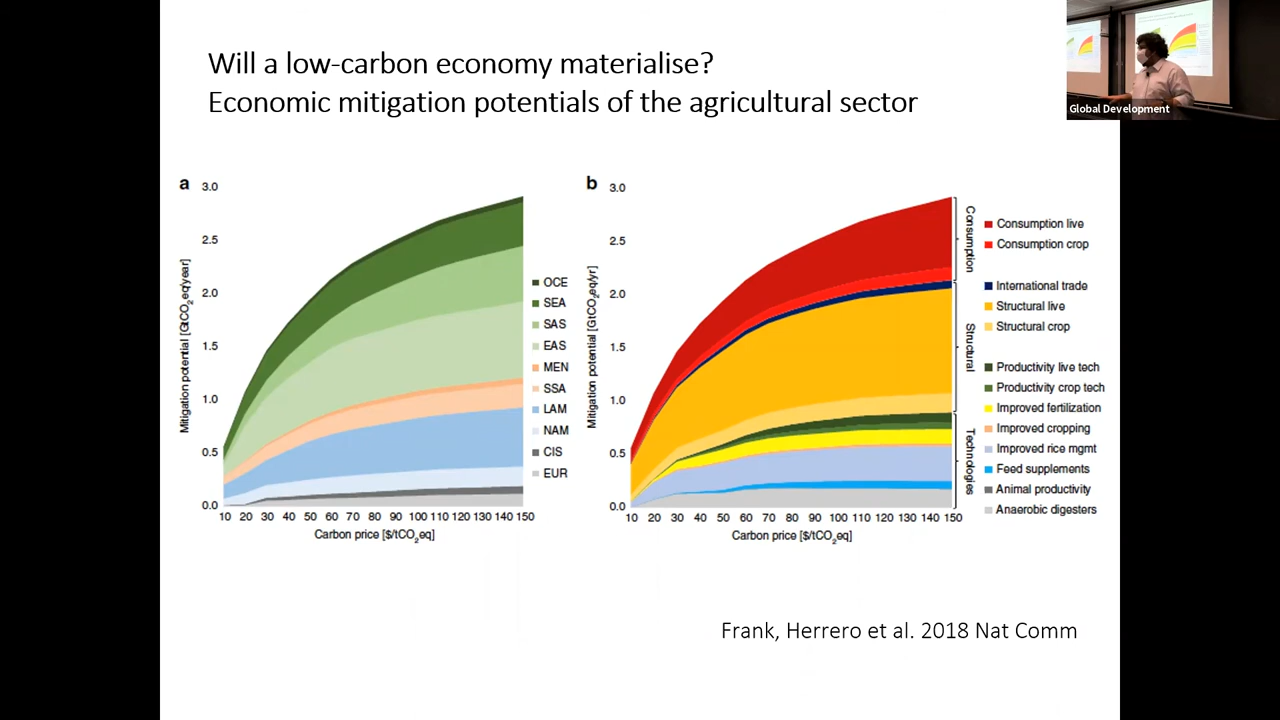 Will a low-carbon economy materialise?
Economic mitigation potentials of the agricultural sector
Global Development
a
3.0
2.5
2.0
1.5
1.0
0.5
0.0
Mitigation potential [GtCO2eq/year]
10 20 30 40 50 60 70 80 90 100 110 120 130 140 150
Carbon price [$/tCO2eq]
OCE
SEA
SAS
EAS
MEN
SSA
LAM
NAM
CIS
EUR
b
3.0
2.5
2.0
1.5
1.0
0.5
0.0
Mitigation potential [GtCO2eq/yr]
10 20 30 40 50 60 70 80 90 100 110 120 130 140 150
Carbon price [$/tCO2eq]
Consumption
Structural
Technologies
Consumption live
Consumption crop
International trade
Structural live
Structural crop
Productivity live tech
Productivity crop tech
Improved fertilization
Improved cropping
Improved rice mgmt
Feed supplements
Animal productivity
Anaerobic digesters
Frank, Herrero et al. 2018 Nat Comm